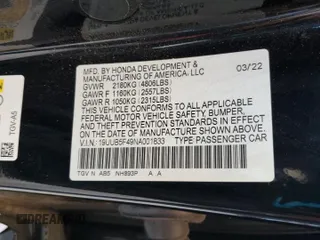 MFD. BY HONDA DEVELOPMENT & 03/22
MANUFACTURING OF AMERICA, LLC
GVWR 2180KG (4806LBS)
GAWR F 1160KG (2557LBS)
GAWR R 1050KG (2315LBS)
THIS VEHICLE CONFORMS TO ALL APPLICABLE
FEDERAL MOTOR VEHICLE SAFETY, BUMPER,
AND THEFT PREVENTION STANDARDS IN EFFECT
ON THE DATE OF MANUFACTURE SHOWN ABOVE.
V.I.N.: 19UUB5F49NA001833 TYPE PASSENGER CAR
TGV N AB5 NH893P A A
TGV-A5